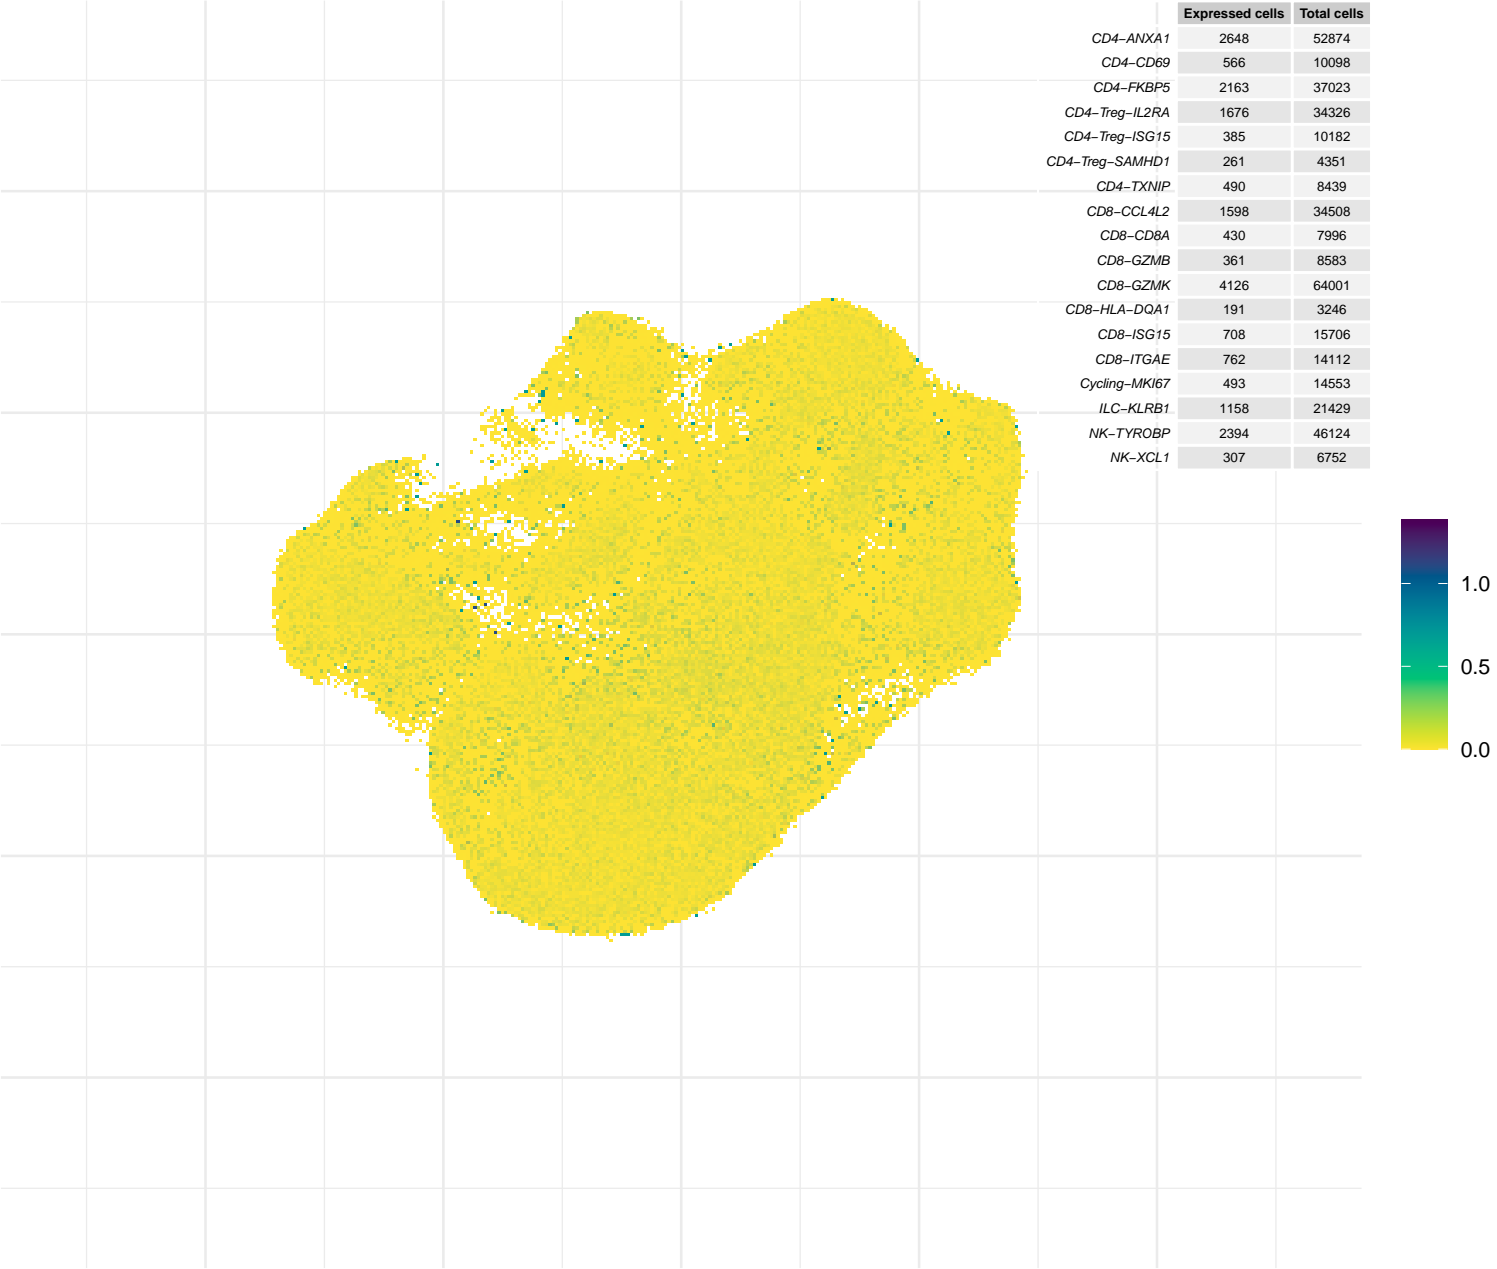 Expressed cells Total cells
CD4−ANXA1 2648 52874
CD4−CD69 566 10098
CD4−FKBP5 2163 37023
CD4−Treg−IL2RA 1676 34326
CD4−Treg−ISG15 385 10182
CD4−Treg−SAMHD1 261 4351
CD4−TXNIP 490 8439
CD8−CCL4L2 1598 34508
CD8−CD8A 430 7996
CD8−GZMB 361 8583
CD8−GZMK 4126 64001
CD8−HLA−DQA1 191 3246
CD8−ISG15 708 15706
CD8−ITGAE 762 14112
Cycling−MKI67 493 14553
ILC−KLRB1 1158 21429
NK−TYROBP 2394 46124
NK−XCL1 307 6752
1.0
0.5
0.0